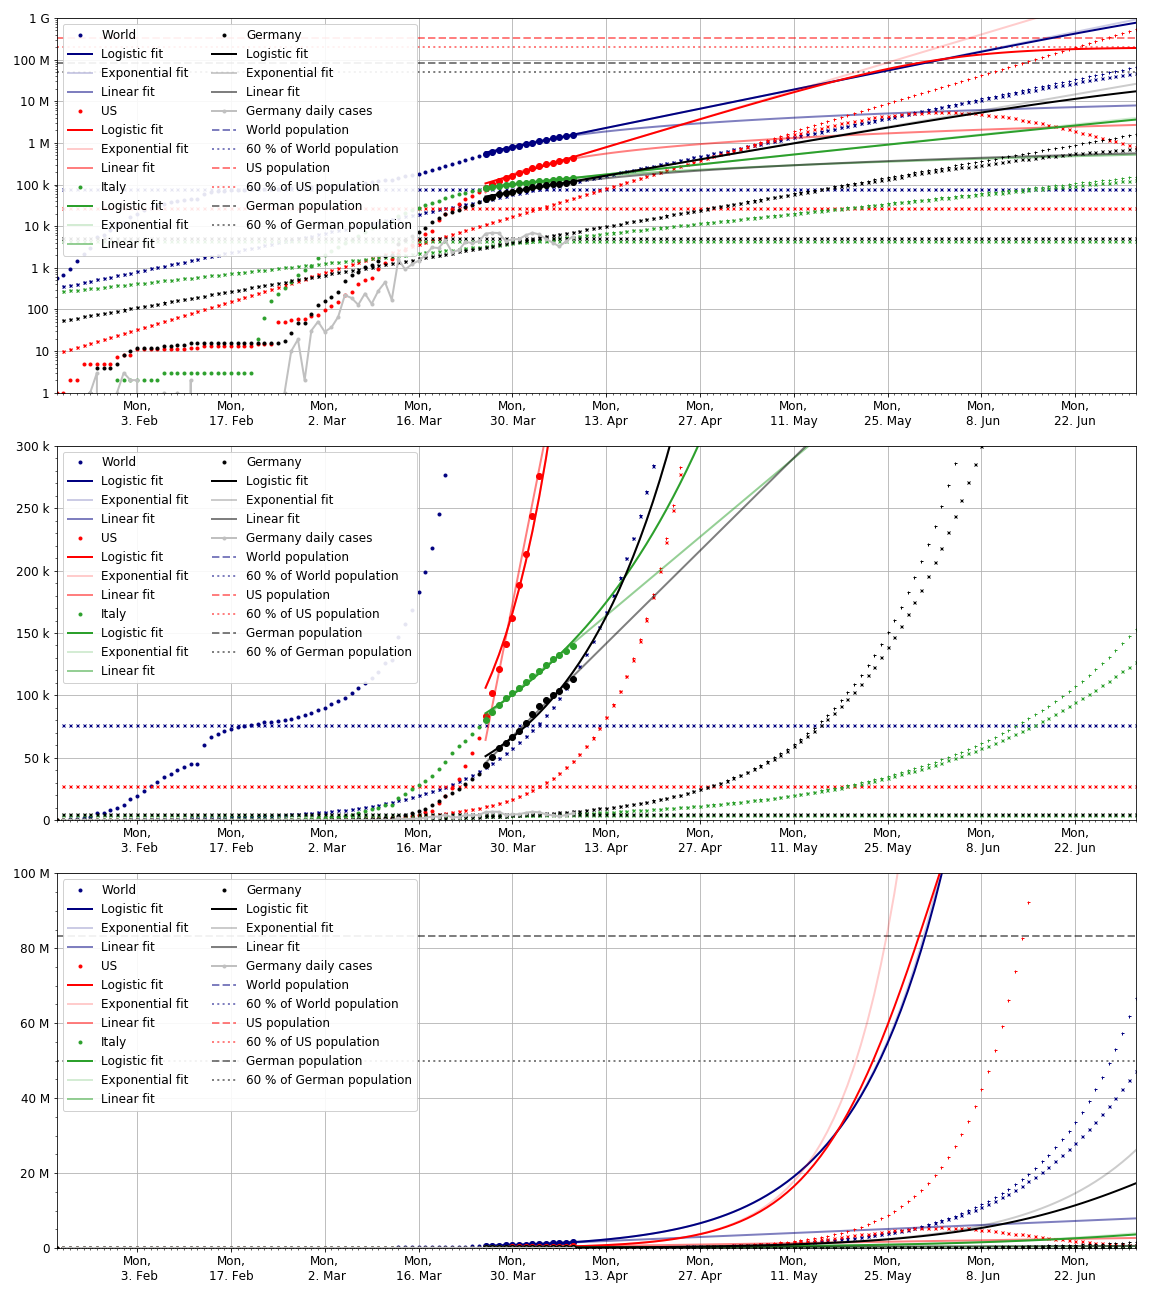 1 G
100 M
10 M
1 M
100 k
10 k
1 k
100
10
1
World
Logistic fit
Exponential fit
Linear fit
US
Logistic fit
Exponential fit
Linear fit
Italy
Logistic fit
Exponential fit
Linear fit
Germany
Logistic fit
Exponential fit
Linear fit
Germany daily cases
World population
60 % of World population
US population
60 % of US population
German population
60 % of German population
Mon, Mon, Mon, Mon, Mon, Mon, Mon, Mon, Mon, Mon, Mon,
3. Feb 17. Feb 2. Mar 16. Mar 30. Mar 13. Apr 27. Apr 11. May 25. May 8. Jun 22. Jun
300 k
250 k
200 k
150 k
100 k
50 k
0
World
Logistic fit
Exponential fit
Linear fit
US
Logistic fit
Exponential fit
Linear fit
Italy
Logistic fit
Exponential fit
Linear fit
Germany
Logistic fit
Exponential fit
Linear fit
Germany daily cases
World population
60 % of World population
US population
60 % of US population
German population
60 % of German population
Mon, Mon, Mon, Mon, Mon, Mon, Mon, Mon, Mon, Mon, Mon,
3. Feb 17. Feb 2. Mar 16. Mar 30. Mar 13. Apr 27. Apr 11. May 25. May 8. Jun 22. Jun
100 M
80 M
60 M
40 M
20 M
0
World
Logistic fit
Exponential fit
Linear fit
US
Logistic fit
Exponential fit
Linear fit
Italy
Logistic fit
Exponential fit
Linear fit
Germany
Logistic fit
Exponential fit
Linear fit
Germany daily cases
World population
60 % of World population
US population
60 % of US population
German population
60 % of German population
Mon, Mon, Mon, Mon, Mon, Mon, Mon, Mon, Mon, Mon, Mon,
3. Feb 17. Feb 2. Mar 16. Mar 30. Mar 13. Apr 27. Apr 11. May 25. May 8. Jun 22. Jun